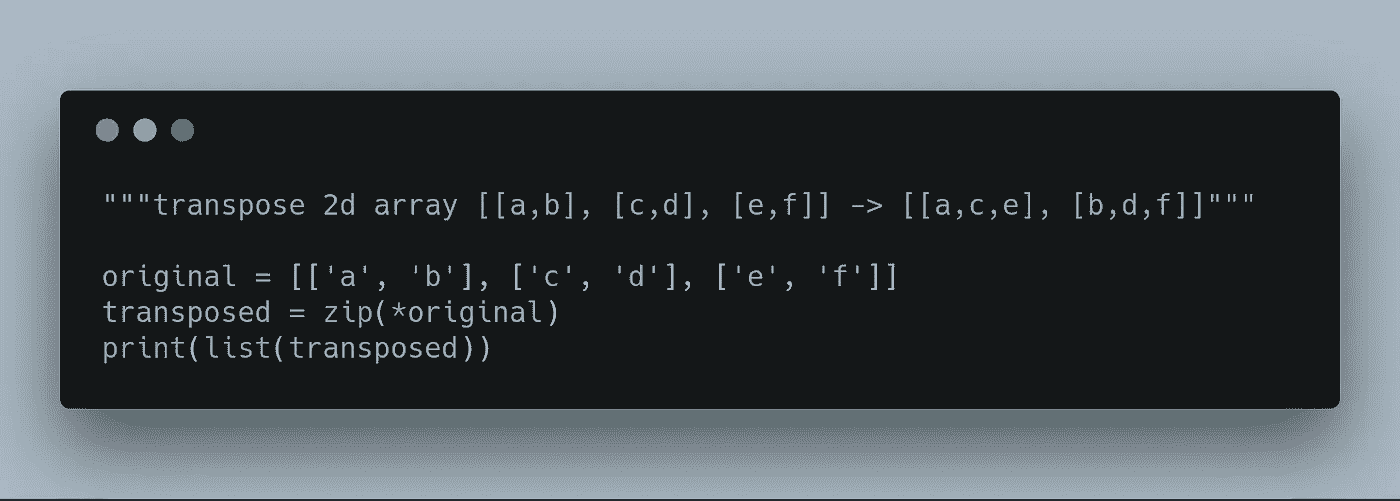 """transpose 2d array [[a,b], [c,d], [e,f]] -> [[a,c,e], [b,d,f]]"""
original = [['a', 'b'], ['c', 'd'], ['e', 'f']]
transposed = zip(*original)
print(list(transposed))